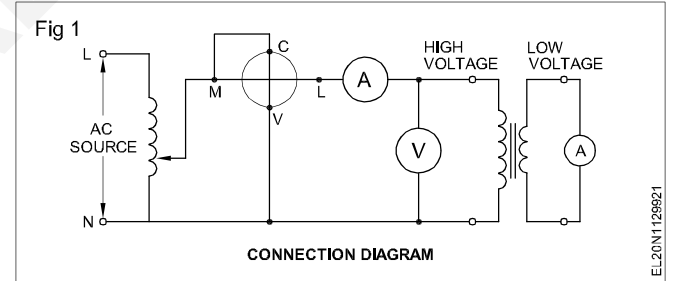 Fig 1
L
C
HIGH
VOLTAGE
LOW
VOLTAGE
M
L
A
V
AC
SOURCE
V
A
N
CONNECTION DIAGRAM
EL20N1129921